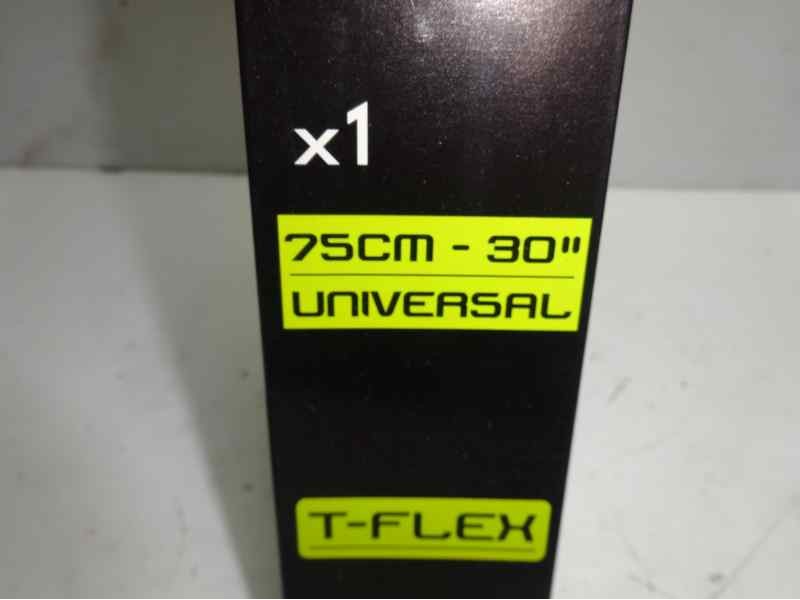 x1
75CM - 30"
UNIVERSAL
T-FLEX